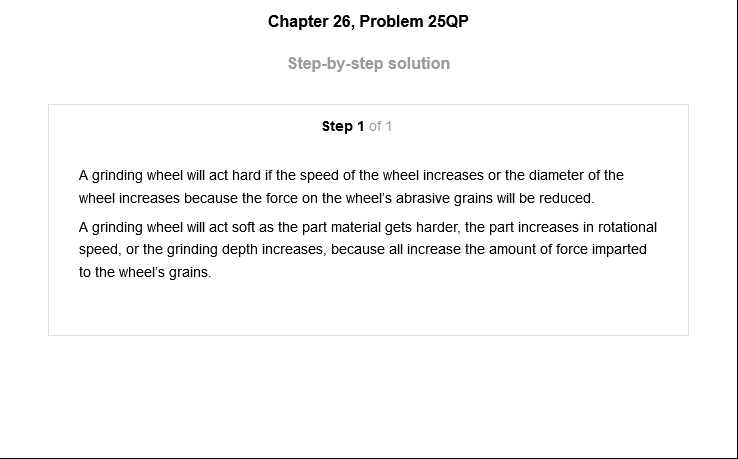 Chapter 26, Problem 25QP
Step-by-step solution
Step 1 of 1
A grinding wheel will act hard if the speed of the wheel increases or the diameter of the
wheel increases because the force on the wheel's abrasive grains will be reduced.
A grinding wheel will act soft as the part material gets harder, the part increases in rotational
speed, or the grinding depth increases, because all increase the amount of force imparted
to the wheel's grains.